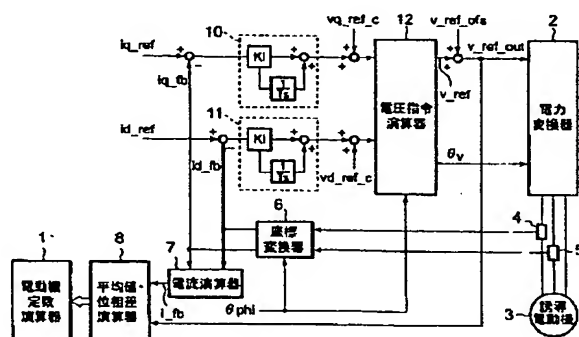 iq_ref
iq_fb
10
KI
1
Ts
vq_ref_c
12
v_ref_ofs
v_ref_out
v_ref
2
id_ref
id_fb
11
KI
1
Ts
vd_ref_c
電圧指令
演算器
θv
電力
変換器
6
座標
変換器
4
5
1
電動機
定数
演算器
8
平均値・
位相差
演算器
7
電流演算器
i_fb
θphi
3
誘導
電動機